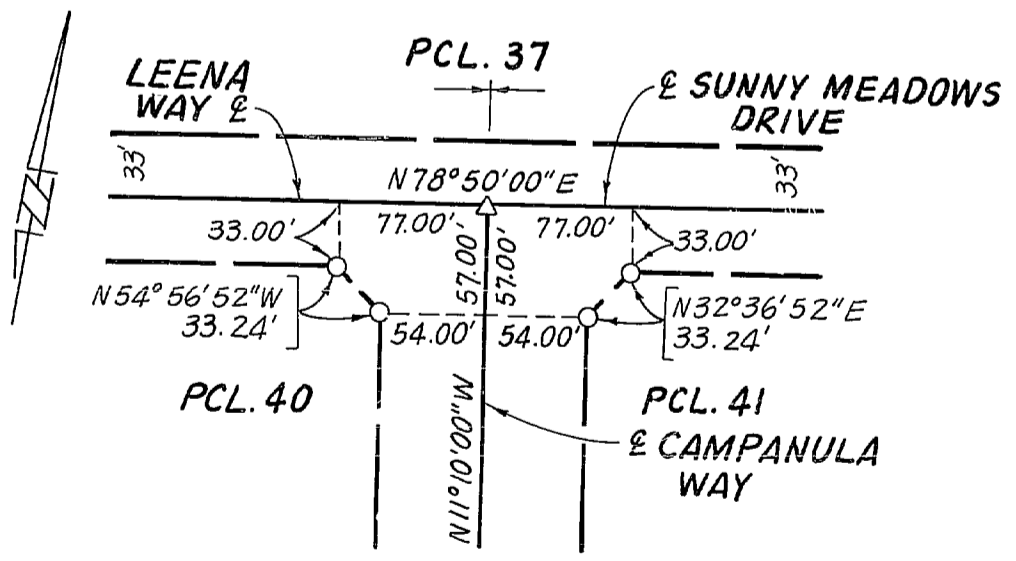 PCL. 37
LEENA
WAY ℄
℄ SUNNY MEADOWS
DRIVE
33'
33'
N78°50'00"E
77.00'
77.00'
33.00'
33.00'
57.00'
57.00'
N54°56'52"W
33.24'
N32°36'52"E
33.24'
54.00'
54.00'
PCL. 40
PCL. 41
N11°10'00"W
℄ CAMPANULA
WAY